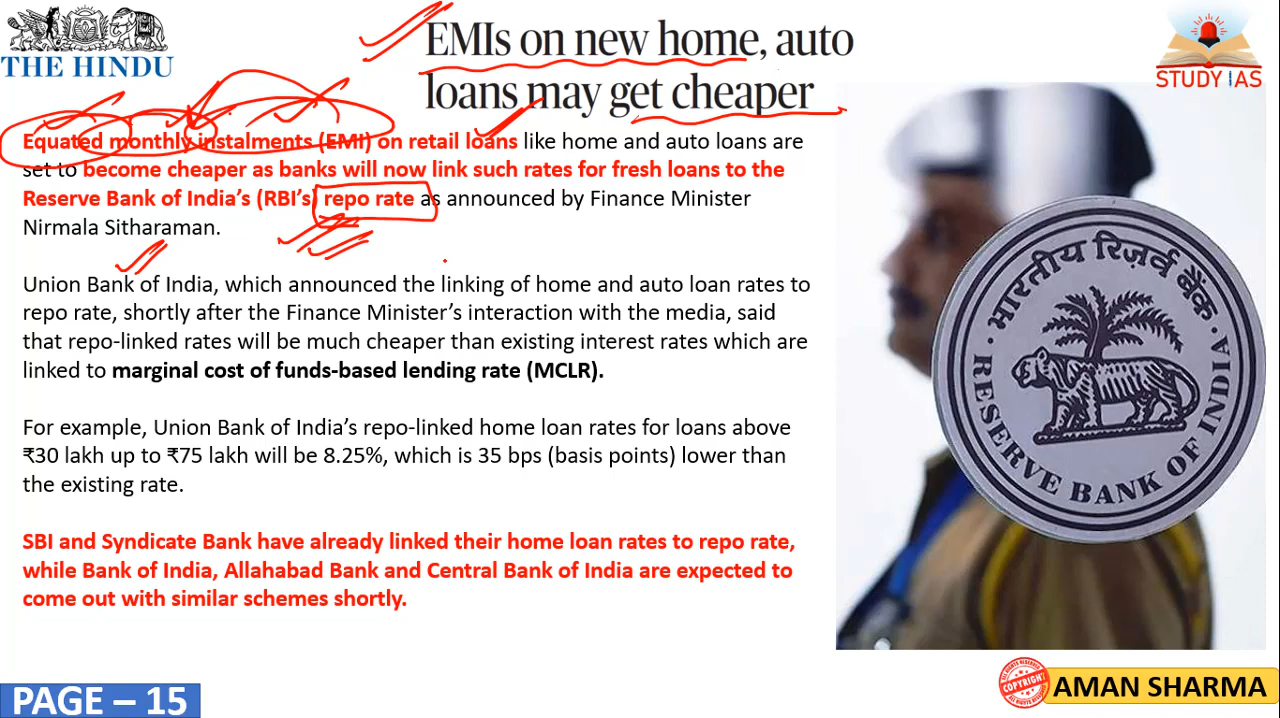 THE HINDU
EMIs on new home, auto
loans may get cheaper
STUDY IAS
Equated monthly instalments (EMI) on retail loans like home and auto loans are
set to become cheaper as banks will now link such rates for fresh loans to the
Reserve Bank of India's (RBI's) repo rate as announced by Finance Minister
Nirmala Sitharaman.
Union Bank of India, which announced the linking of home and auto loan rates to
repo rate, shortly after the Finance Minister's interaction with the media, said
that repo-linked rates will be much cheaper than existing interest rates which are
linked to marginal cost of funds-based lending rate (MCLR).
For example, Union Bank of India's repo-linked home loan rates for loans above
₹30 lakh up to ₹75 lakh will be 8.25%, which is 35 bps (basis points) lower than
the existing rate.
SBI and Syndicate Bank have already linked their home loan rates to repo rate,
while Bank of India, Allahabad Bank and Central Bank of India are expected to
come out with similar schemes shortly.
भारतीय रिज़र्व बैंक
RESERVE BANK OF INDIA
PAGE – 15
COPYRIGHT
AMAN SHARMA